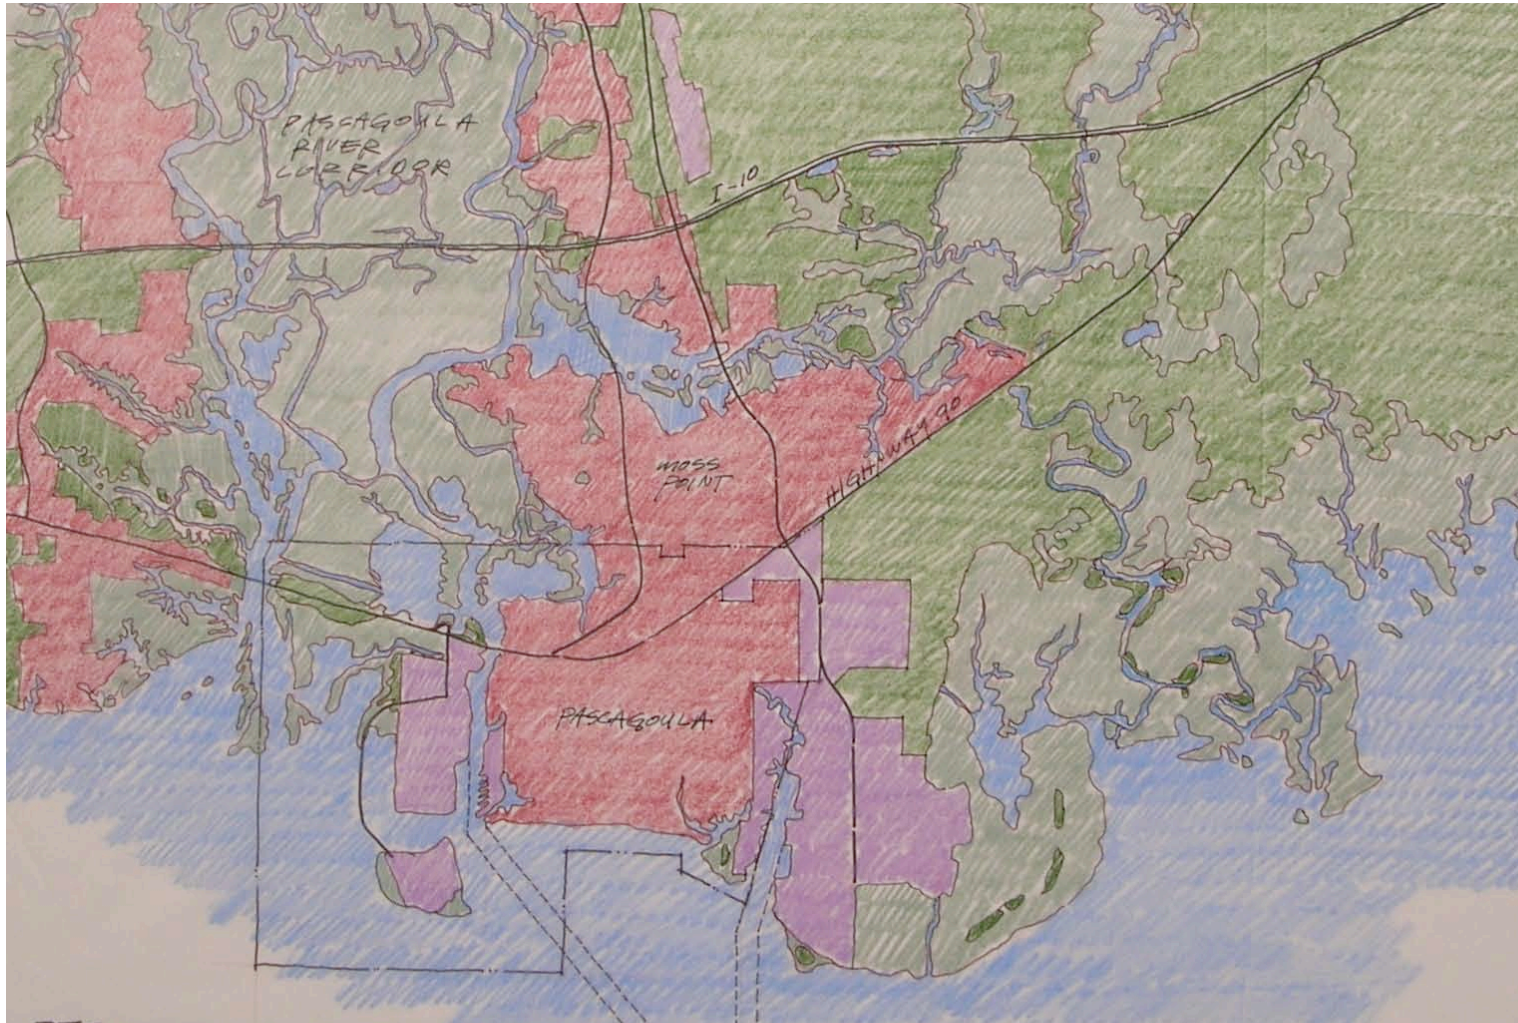 PASCAGOULA
RIVER
CORRIDOR
I-10
HIGHWAY 90
MOSS
POINT
PASCAGOULA